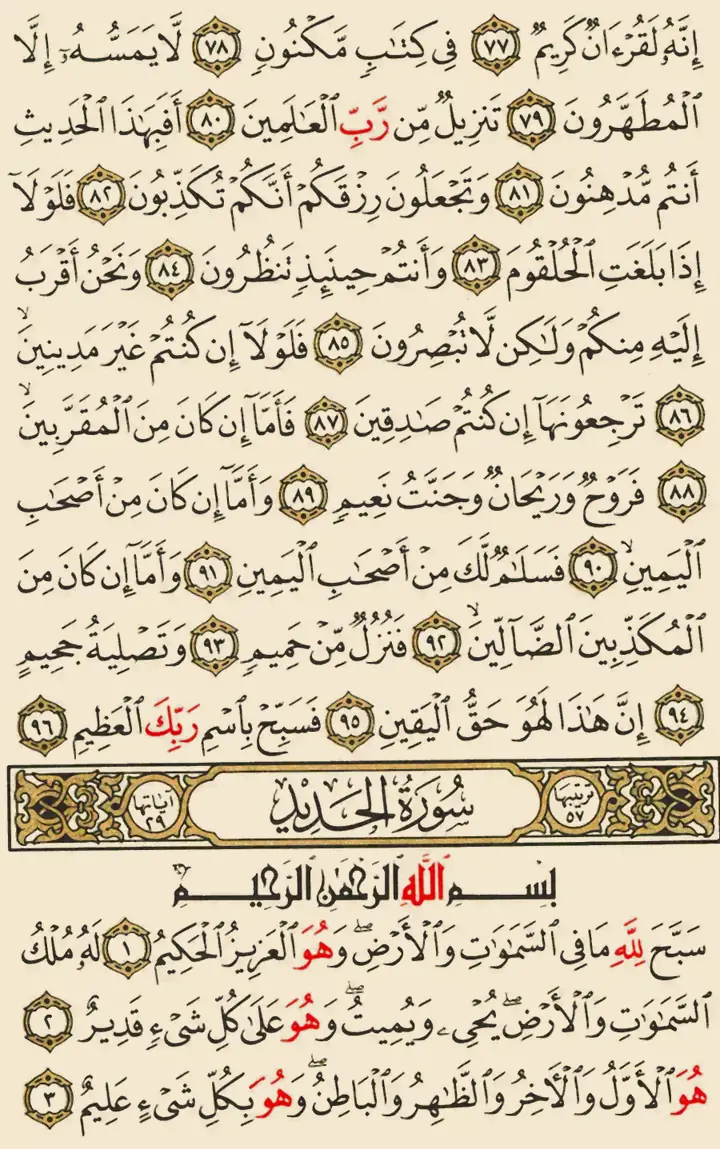 إِنَّهُۥ لَقُرْءَانٌ كَرِيمٌ ٧٧ فِى كِتَٰبٍ مَّكْنُونٍ ٧٨ لَّا يَمَسُّهُۥٓ إِلَّا
ٱلْمُطَهَّرُونَ ٧٩ تَنزِيلٌ مِّن رَّبِّ ٱلْعَٰلَمِينَ ٨٠ أَفَبِهَٰذَا ٱلْحَدِيثِ
أَنتُم مُّدْهِنُونَ ٨١ وَتَجْعَلُونَ رِزْقَكُمْ أَنَّكُمْ تُكَذِّبُونَ ٨٢ فَلَوْلَآ
إِذَا بَلَغَتِ ٱلْحُلْقُومَ ٨٣ وَأَنتُمْ حِينَئِذٍ تَنظُرُونَ ٨٤ وَنَحْنُ أَقْرَبُ
إِلَيْهِ مِنكُمْ وَلَٰكِن لَّا تُبْصِرُونَ ٨٥ فَلَوْلَآ إِن كُنتُمْ غَيْرَ مَدِينِينَۙ
٨٦ تَرْجِعُونَهَآ إِن كُنتُمْ صَٰدِقِينَ ٨٧ فَأَمَّآ إِن كَانَ مِنَ ٱلْمُقَرَّبِينَۙ
٨٨ فَرَوْحٌ وَرَيْحَانٌ وَجَنَّتُ نَعِيمٍ ٨٩ وَأَمَّآ إِن كَانَ مِنْ أَصْحَٰبِ
ٱلْيَمِينِۙ ٩٠ فَسَلَٰمٌ لَّكَ مِنْ أَصْحَٰبِ ٱلْيَمِينِ ٩١ وَأَمَّآ إِن كَانَ مِنَ
ٱلْمُكَذِّبِينَ ٱلضَّآلِّينَۙ ٩٢ فَنُزُلٌ مِّنْ حَمِيمٍ ٩٣ وَتَصْلِيَةُ جَحِيمٍ
٩٤ إِنَّ هَٰذَا لَهُوَ حَقُّ ٱلْيَقِينِ ٩٥ فَسَبِّحْ بِٱسْمِ رَبِّكَ ٱلْعَظِيمِ ٩٦
ترتيبها ٥٧ سُورَةُ الحَدِيدِ آياتها ٢٩
بِسْمِ ٱللَّهِ ٱلرَّحْمَٰنِ ٱلرَّحِيمِ
سَبَّحَ لِلَّهِ مَا فِى ٱلسَّمَٰوَٰتِ وَٱلْأَرْضِۖ وَهُوَ ٱلْعَزِيزُ ٱلْحَكِيمُ ١ لَهُۥ مُلْكُ
ٱلسَّمَٰوَٰتِ وَٱلْأَرْضِۖ يُحْىِۦ وَيُمِيتُۖ وَهُوَ عَلَىٰ كُلِّ شَىْءٍ قَدِيرٌ ٢
هُوَ ٱلْأَوَّلُ وَٱلْءَاخِرُ وَٱلظَّٰهِرُ وَٱلْبَاطِنُۖ وَهُوَ بِكُلِّ شَىْءٍ عَلِيمٌ ٣